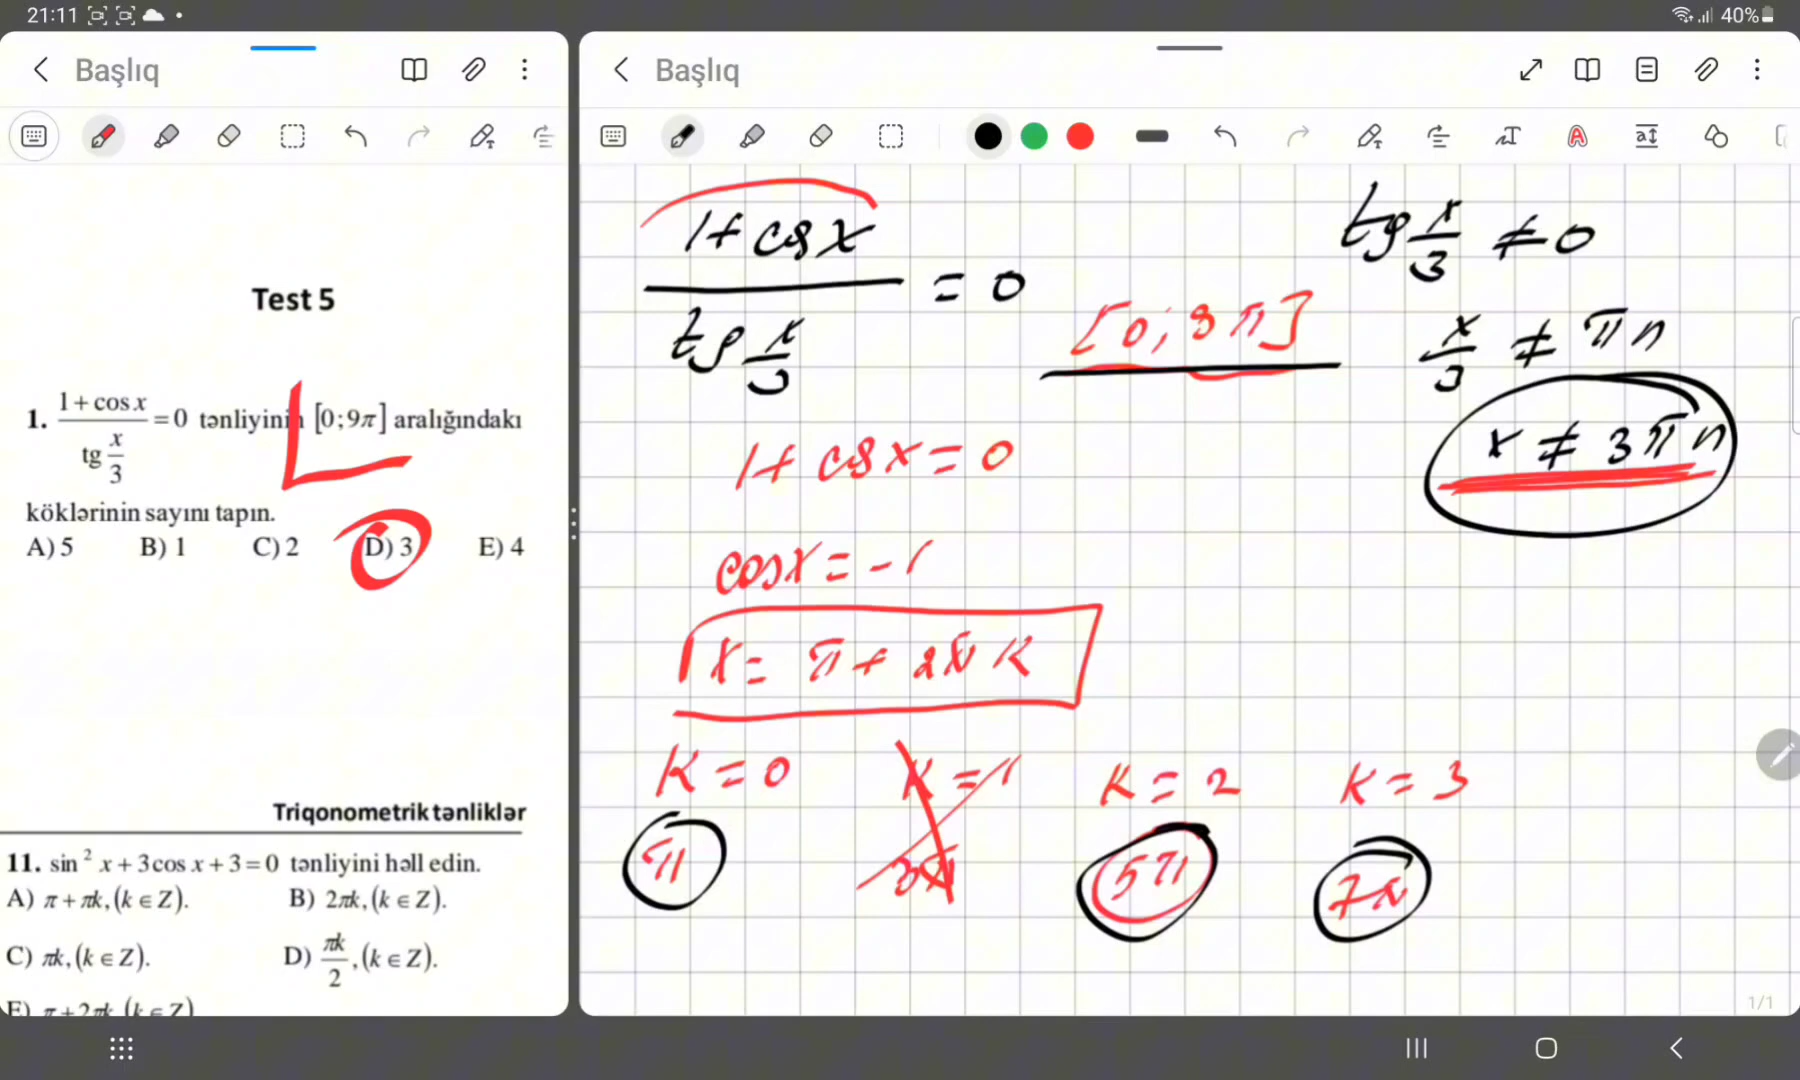 21:11
40%
Başlıq
Test 5
1. (1 + cos x)/(tg x/3) = 0 tənliyinin [0;9π] aralığındakı
köklərinin sayını tapın.
A) 5 B) 1 C) 2 D) 3 E) 4
Triqonometrik tənliklər
11. sin² x + 3cos x + 3 = 0 tənliyini həll edin.
A) π + πk, (k ∈ Z). B) 2πk, (k ∈ Z).
C) πk, (k ∈ Z). D) πk/2, (k ∈ Z).
E) π + 2πk, (k ∈ Z)
Başlıq
(1 + cos x)/(tg x/3) = 0
[0; 9π]
1 + cos x = 0
cos x = -1
x = π + 2πk
K = 0 K = 1 K = 2 K = 3
π 3π 5π 7π
tg x/3 ≠ 0
x/3 ≠ πn
x ≠ 3πn
1/1